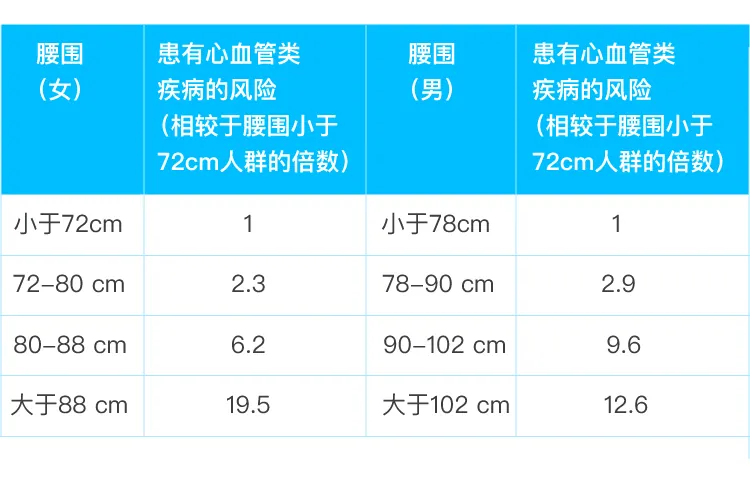 腰围
（女）
患有心血管类
疾病的风险
（相较于腰围小于
72cm人群的倍数）
腰围
（男）
患有心血管类
疾病的风险
（相较于腰围小于
72cm人群的倍数）
小于72cm 1 小于78cm 1
72–80 cm 2.3 78–90 cm 2.9
80–88 cm 6.2 90–102 cm 9.6
大于88 cm 19.5 大于102 cm 12.6